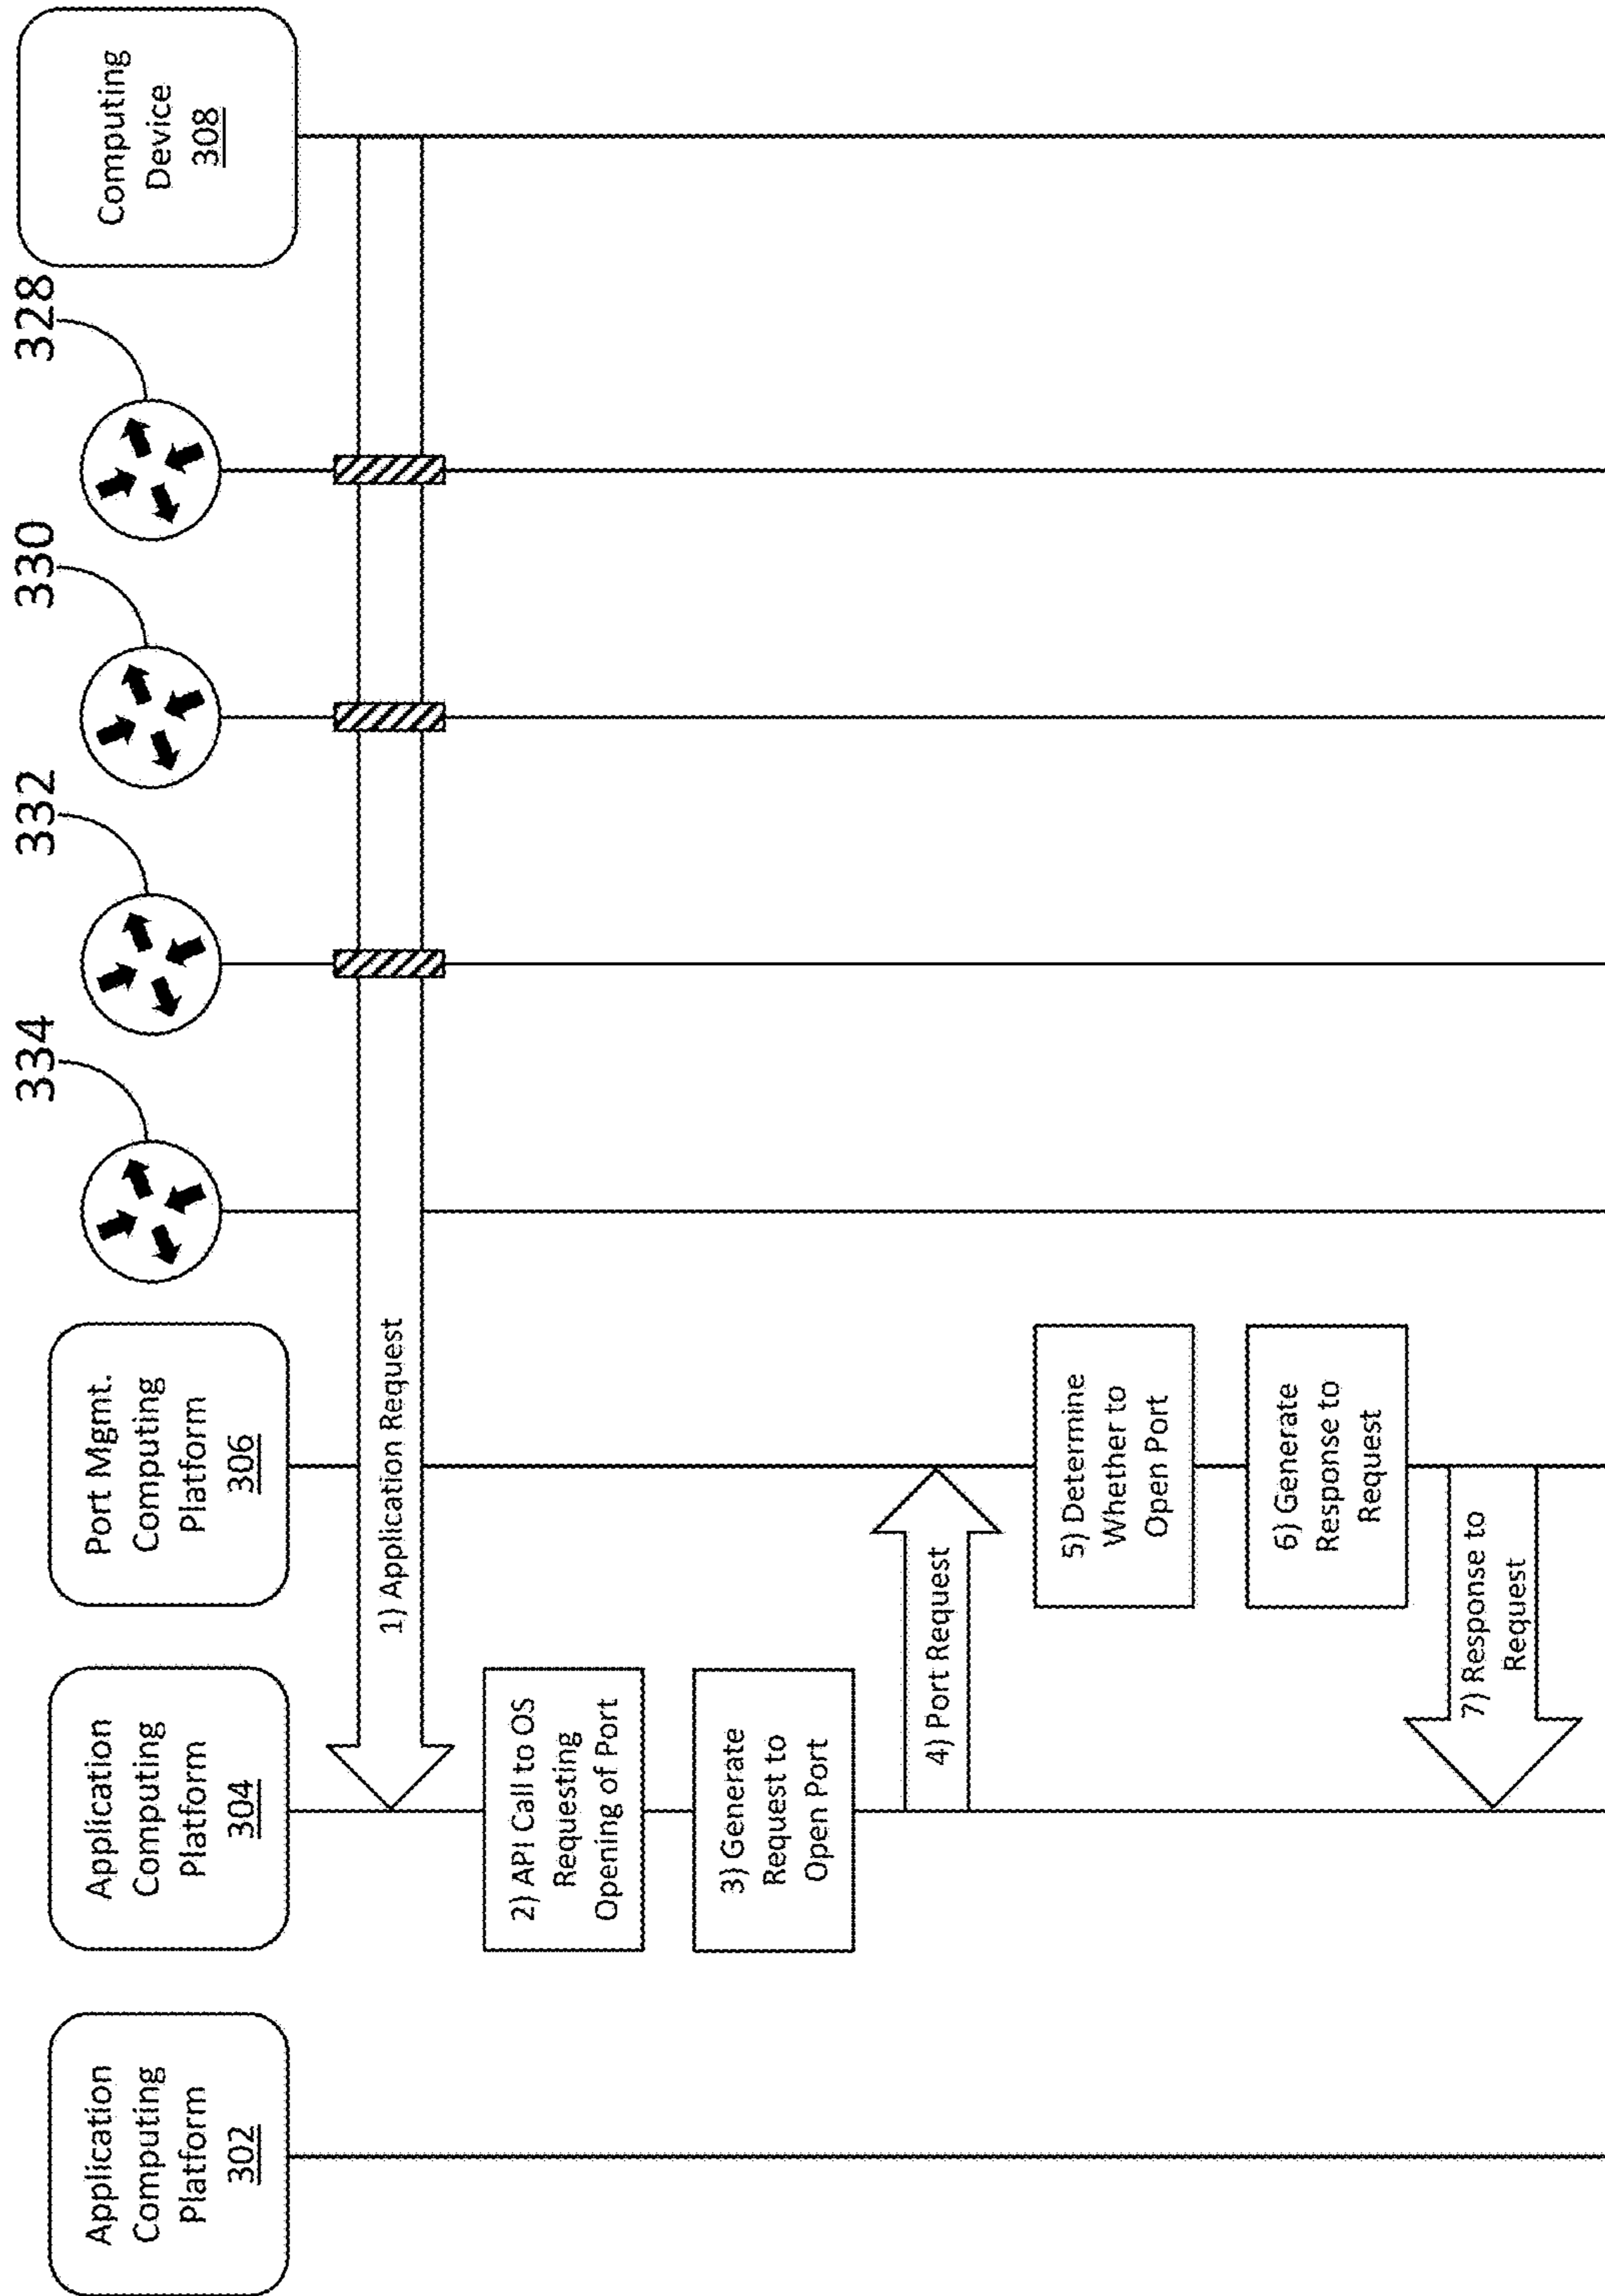 Application
Computing
Platform
302
Application
Computing
Platform
304
Port Mgmt.
Computing
Platform
306
334
332
330
328
Computing
Device
308
1) Application Request
2) API Call to OS
Requesting
Opening of Port
3) Generate
Request to
Open Port
4) Port Request
5) Determine
Whether to
Open Port
6) Generate
Response to
Request
7) Response to
Request